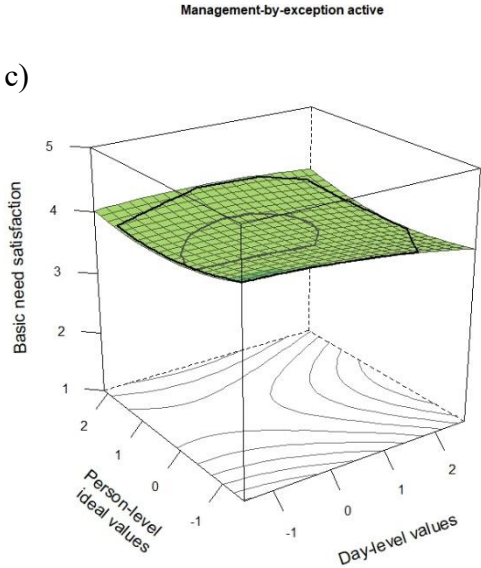 Management-by-exception active
c)
5
4
3
2
1
Basic need satisfaction
2
1
0
-1
Person-level
ideal values
-1
0
1
2
Day-level values